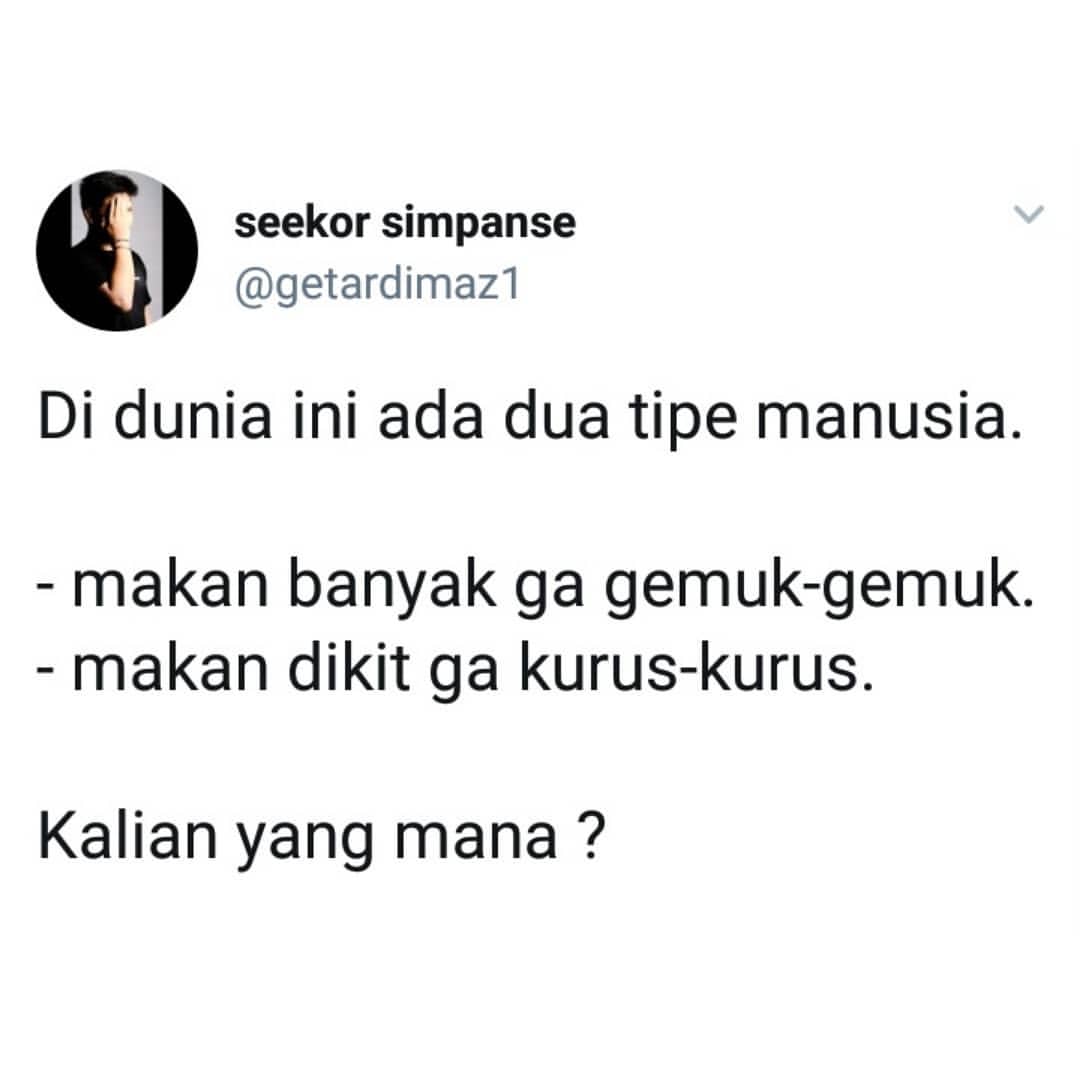 seekor simpanse
@getardimaz1
Di dunia ini ada dua tipe manusia.
- makan banyak ga gemuk-gemuk.
- makan dikit ga kurus-kurus.
Kalian yang mana ?